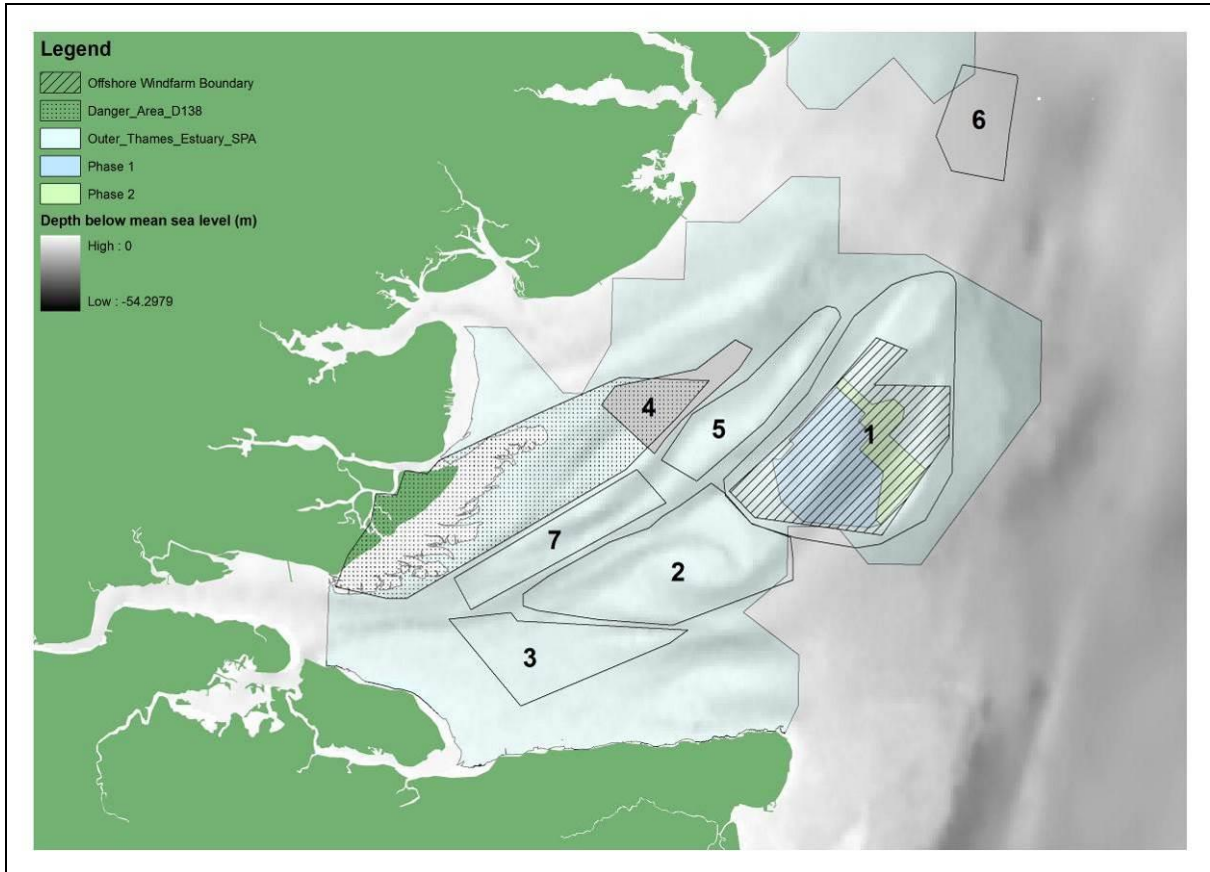 Legend
Offshore Windfarm Boundary
Danger_Area_D138
Outer_Thames_Estuary_SPA
Phase 1
Phase 2
Depth below mean sea level (m)
High : 0
Low : -54.2979
6
4
5
1
7
2
3